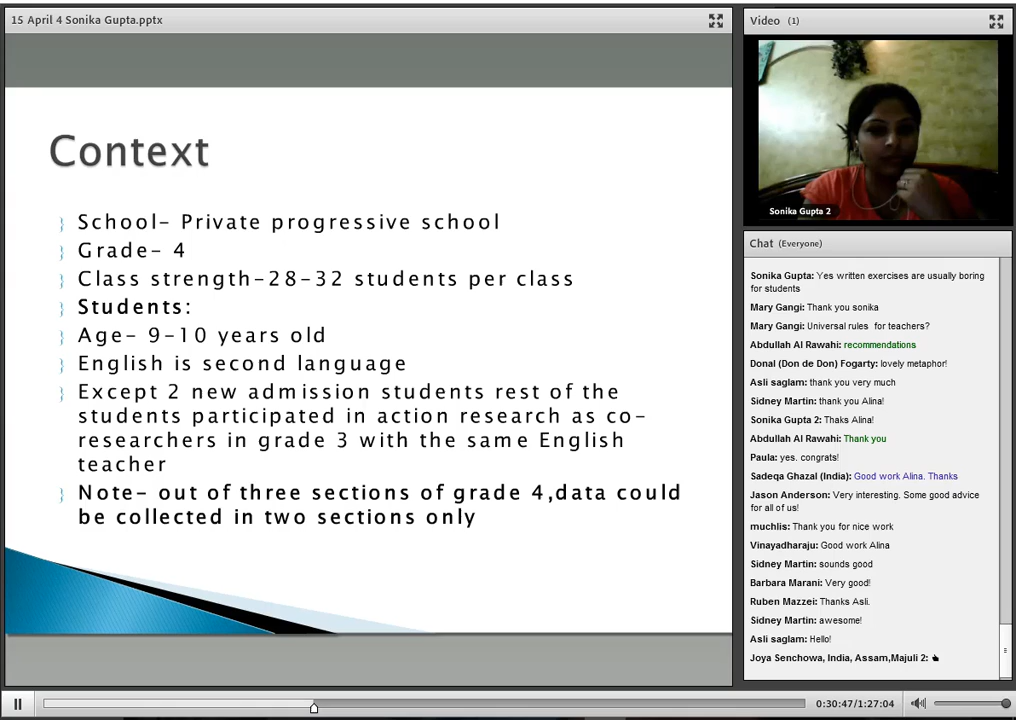 15 April 4 Sonika Gupta.pptx
Context
School- Private progressive school
Grade- 4
Class strength-28-32 students per class
Students:
Age- 9-10 years old
English is second language
Except 2 new admission students rest of the
students participated in action research as co-
researchers in grade 3 with the same English
teacher
Note- out of three sections of grade 4,data could
be collected in two sections only
Video (1)
Sonika Gupta 2
Chat (Everyone)
Sonika Gupta: Yes written exercises are usually boring
for students
Mary Gangi: Thank you sonika
Mary Gangi: Universal rules for teachers?
Abdullah Al Rawahi: recommendations
Donal (Don de Don) Fogarty: lovely metaphor!
Asli saglam: thank you very much
Sidney Martin: thank you Alina!
Sonika Gupta 2: Thaks Alina!
Abdullah Al Rawahi: Thank you
Paula: yes. congrats!
Sadeqa Ghazal (India): Good work Alina. Thanks
Jason Anderson: Very interesting. Some good advice
for all of us!
muchlis: Thank you for nice work
Vinayadharaju: Good work Alina
Sidney Martin: sounds good
Barbara Marani: Very good!
Ruben Mazzei: Thanks Asli.
Sidney Martin: awesome!
Asli saglam: Hello!
Joya Senchowa, India, Assam,Majuli 2:
0:30:47/1:27:04